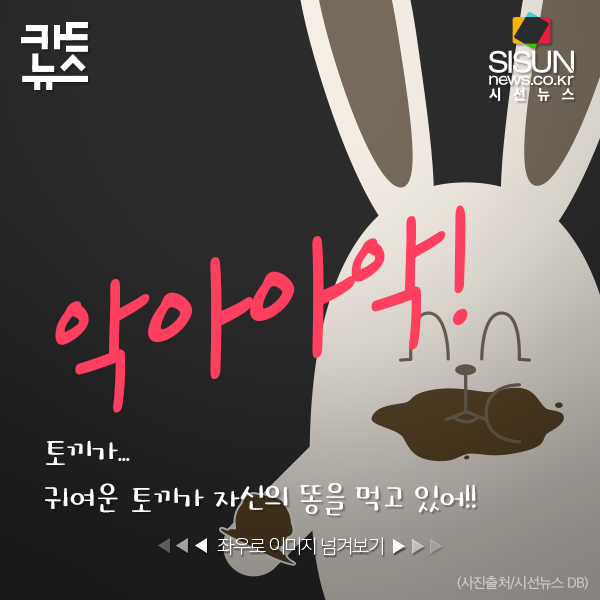 카드
뉴스
SISUN
news.co.kr
시선뉴스
악아아악!
토끼가...
귀여운 토끼가 자신의 똥을 먹고 있어!!
좌우로 이미지 넘겨보기
(사진출처/시선뉴스 DB)